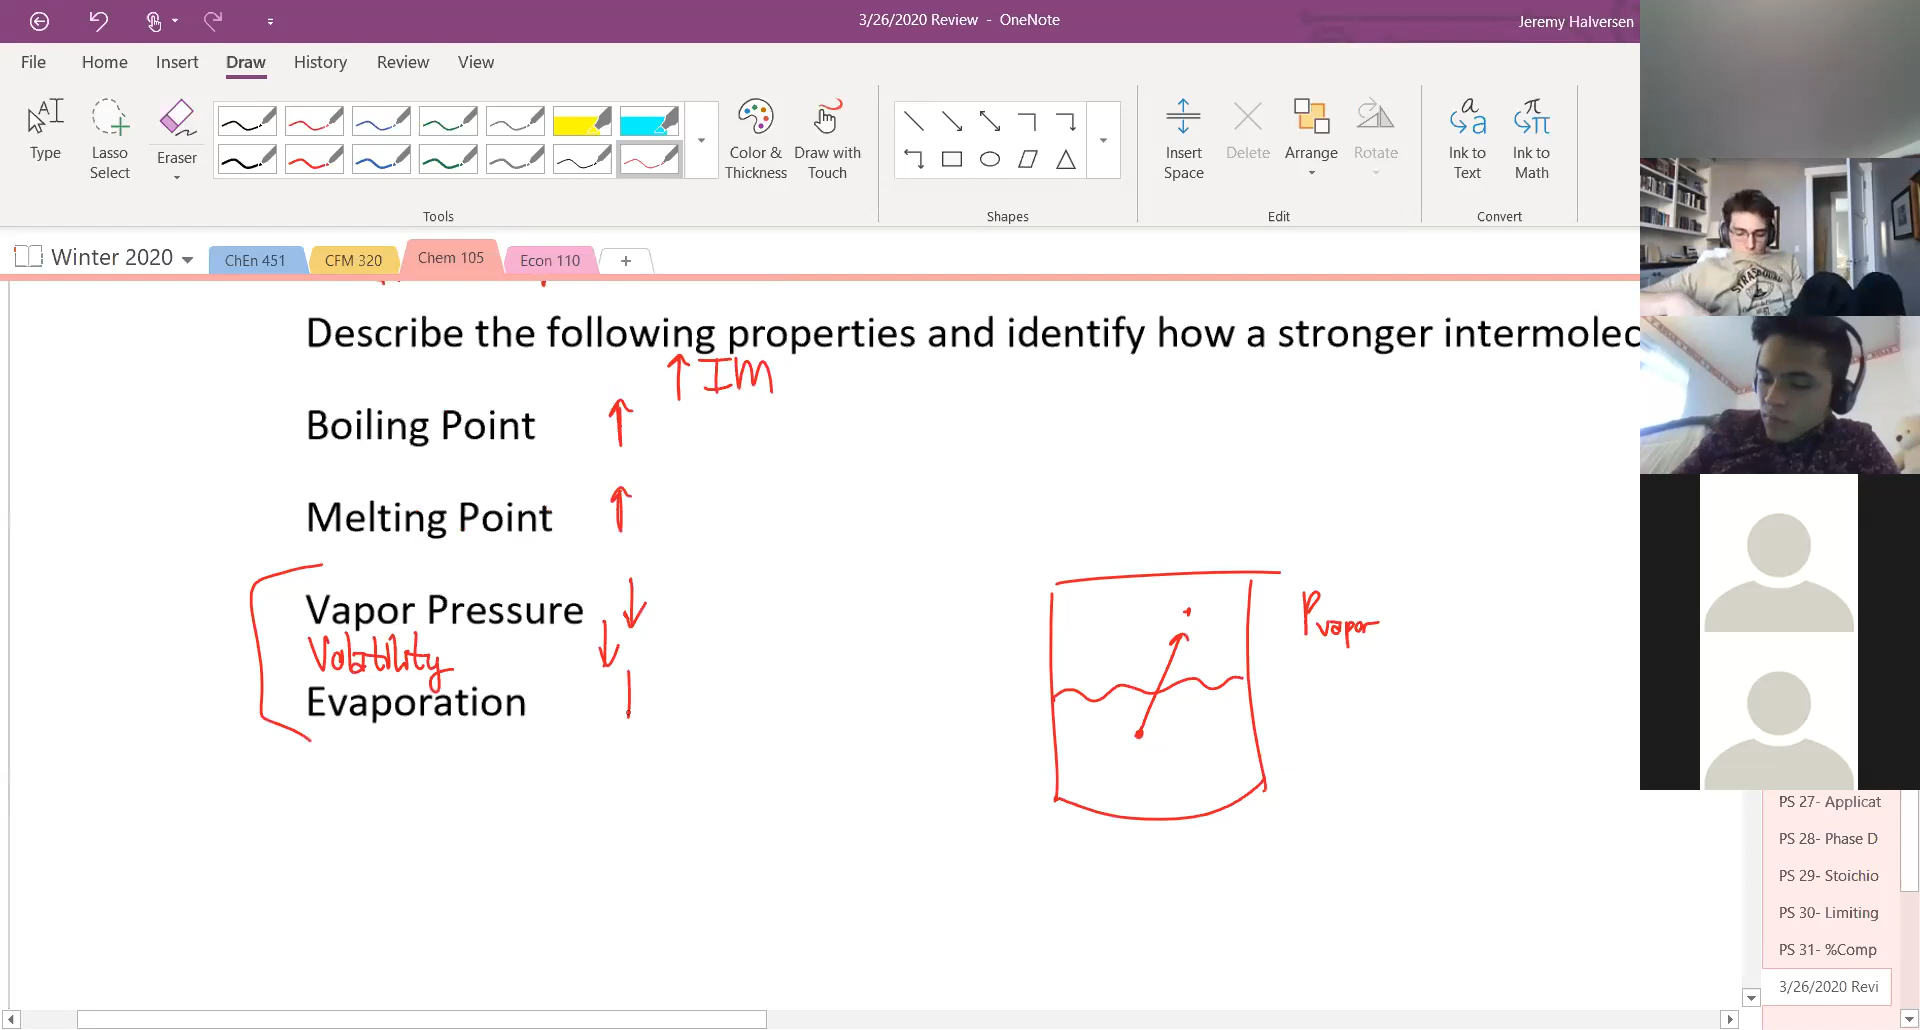 3/26/2020 Review - OneNote
Jeremy Halversen
File Home Insert Draw History Review View
Type
Lasso Select
Eraser
Color & Thickness
Draw with Touch
Insert Space
Delete
Arrange
Rotate
Ink to Text
Ink to Math
Tools
Shapes
Edit
Convert
Winter 2020
ChEn 451
CFM 320
Chem 105
Econ 110
+
Describe the following properties and identify how a stronger intermolec
↑ IM
Boiling Point ↑
Melting Point ↑
Vapor Pressure ↓
Volatility ↓
Evaporation
Pvapor
PS 27- Applicat
PS 28- Phase D
PS 29- Stoichio
PS 30- Limiting
PS 31- %Comp
3/26/2020 Revi